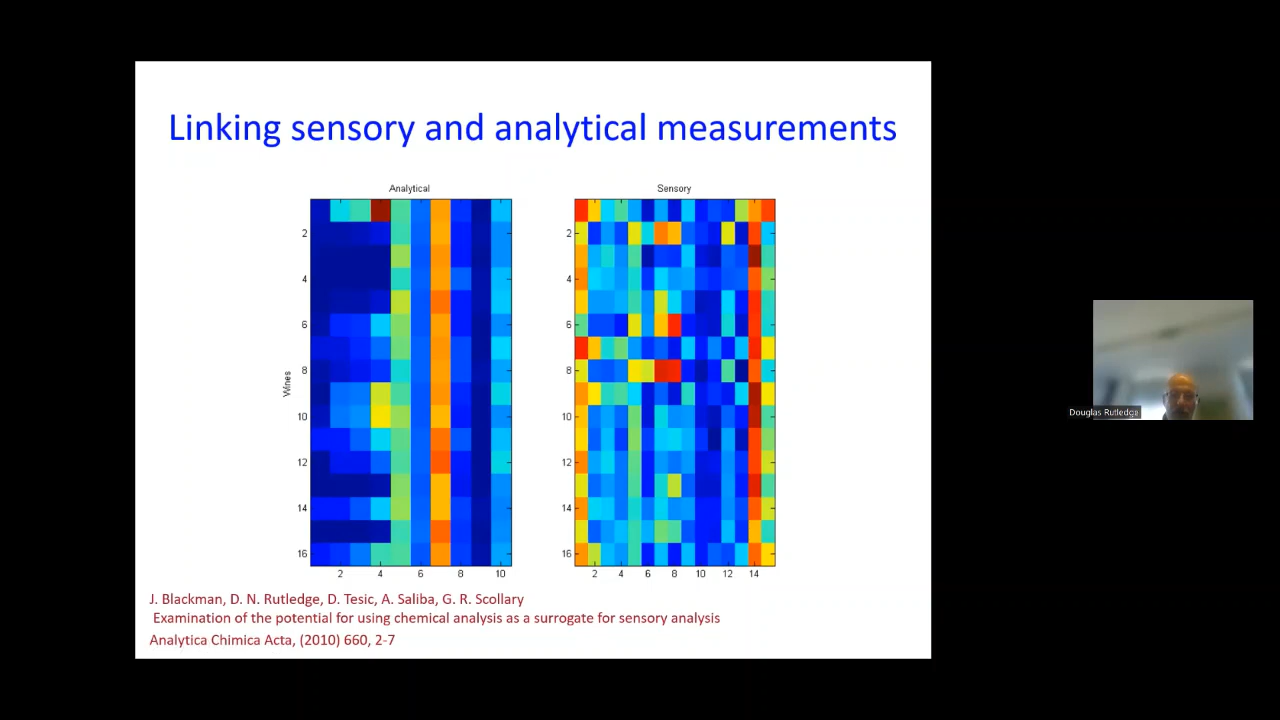 Linking sensory and analytical measurements
Analytical
Sensory
Wines
2
4
6
8
10
12
14
16
2 4 6 8 10
2
4
6
8
10
12
14
16
2 4 6 8 10 12 14
J. Blackman, D. N. Rutledge, D. Tesic, A. Saliba, G. R. Scollary
Examination of the potential for using chemical analysis as a surrogate for sensory analysis
Analytica Chimica Acta, (2010) 660, 2-7
Douglas Rutledge